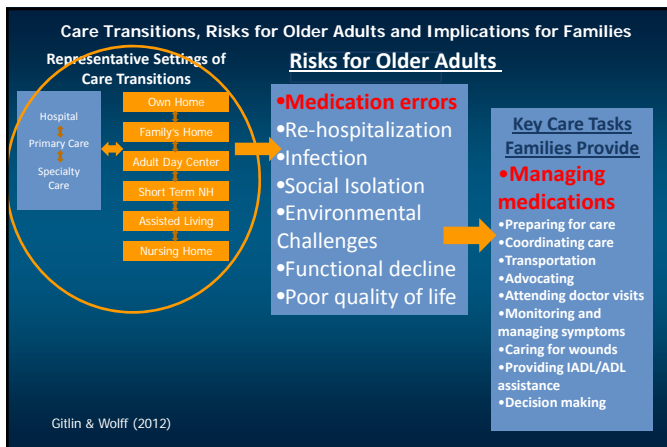 Care Transitions, Risks for Older Adults and Implications for Families
Representative Settings of
Care Transitions
Hospital
Primary Care
Specialty
Care
Own Home
Family's Home
Adult Day Center
Short Term NH
Assisted Living
Nursing Home
Risks for Older Adults
•Medication errors
•Re-hospitalization
•Infection
•Social Isolation
•Environmental
Challenges
•Functional decline
•Poor quality of life
Key Care Tasks
Families Provide
•Managing
medications
•Preparing for care
•Coordinating care
•Transportation
•Advocating
•Attending doctor visits
•Monitoring and
managing symptoms
•Caring for wounds
•Providing IADL/ADL
assistance
•Decision making
Gitlin & Wolff (2012)